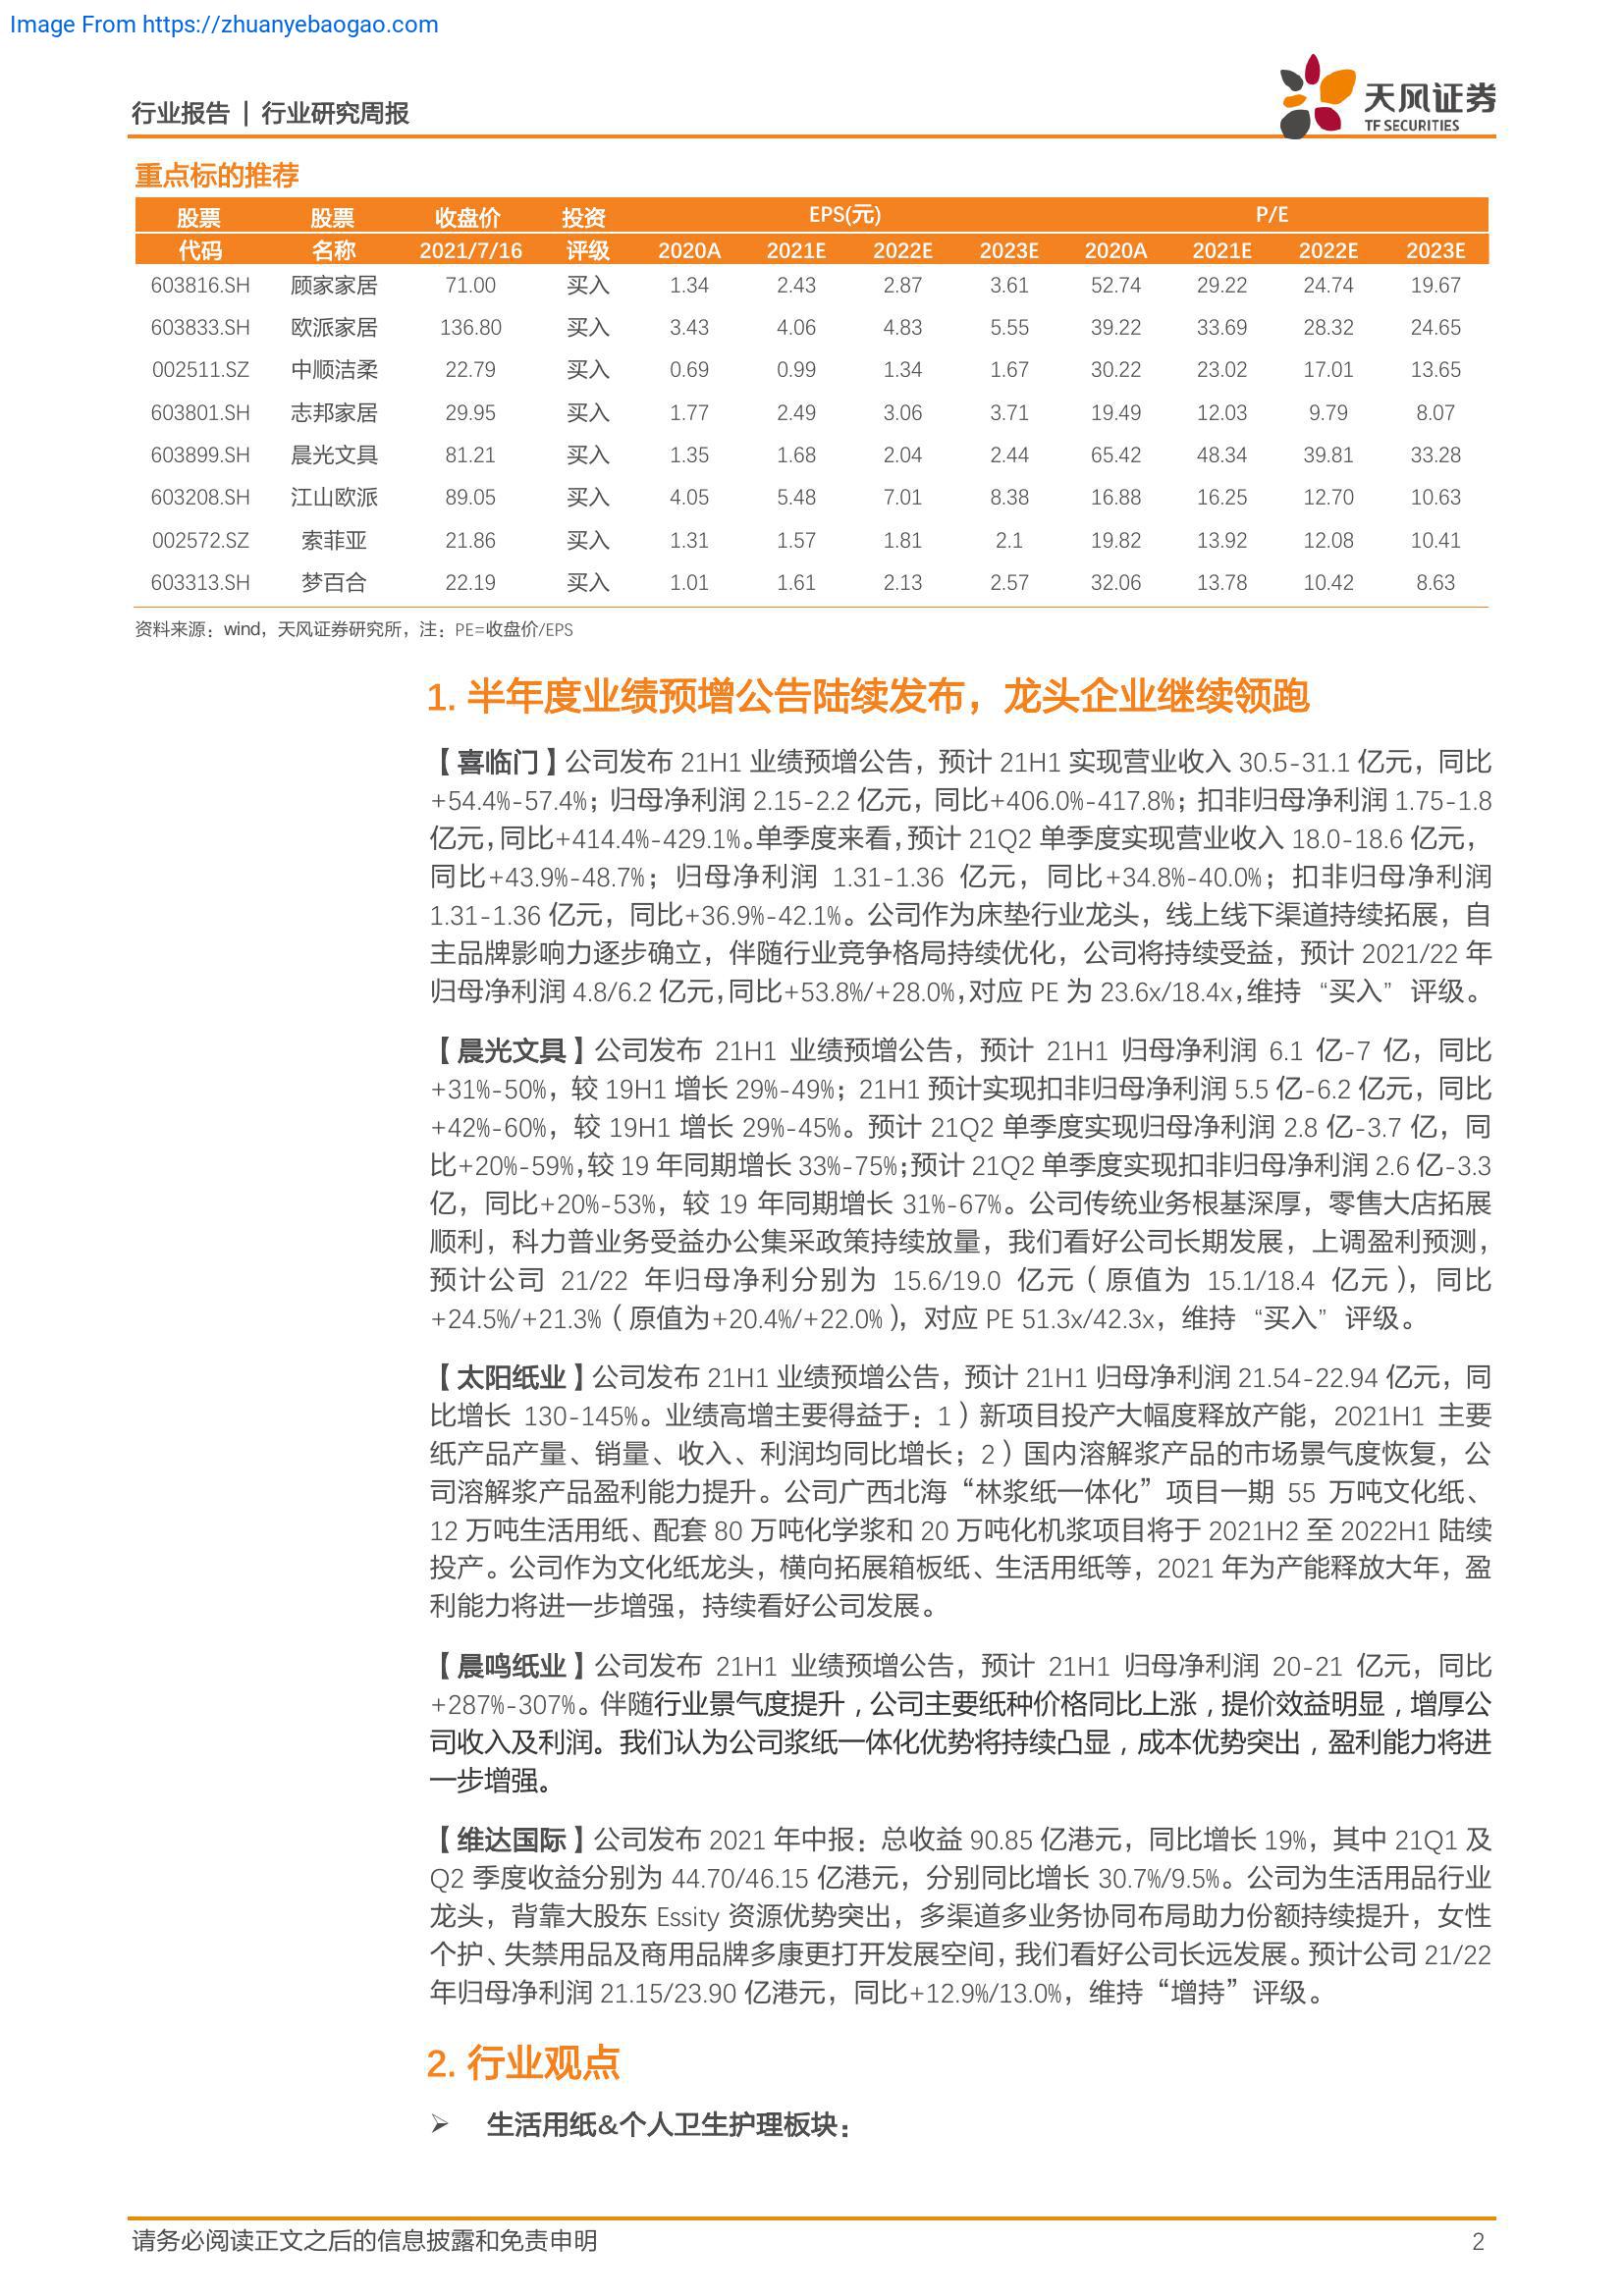 Image From https://zhuanyebaogao.com
行业报告 | 行业研究周报
天风证券
TF SECURITIES
重点标的推荐
股票 股票 收盘价 投资 EPS(元) P/E
代码 名称 2021/7/16 评级 2020A 2021E 2022E 2023E 2020A 2021E 2022E 2023E
603816.SH 顾家家居 71.00 买入 1.34 2.43 2.87 3.61 52.74 29.22 24.74 19.67
603833.SH 欧派家居 136.80 买入 3.43 4.06 4.83 5.55 39.22 33.69 28.32 24.65
002511.SZ 中顺洁柔 22.79 买入 0.69 0.99 1.34 1.67 30.22 23.02 17.01 13.65
603801.SH 志邦家居 29.95 买入 1.77 2.49 3.06 3.71 19.49 12.03 9.79 8.07
603899.SH 晨光文具 81.21 买入 1.35 1.68 2.04 2.44 65.42 48.34 39.81 33.28
603208.SH 江山欧派 89.05 买入 4.05 5.48 7.01 8.38 16.88 16.25 12.70 10.63
002572.SZ 索菲亚 21.86 买入 1.31 1.57 1.81 2.1 19.82 13.92 12.08 10.41
603313.SH 梦百合 22.19 买入 1.01 1.61 2.13 2.57 32.06 13.78 10.42 8.63
资料来源：wind，天风证券研究所，注：PE=收盘价/EPS
1. 半年度业绩预增公告陆续发布，龙头企业继续领跑
【喜临门】公司发布 21H1 业绩预增公告，预计 21H1 实现营业收入 30.5-31.1 亿元，同比
+54.4%-57.4%；归母净利润 2.15-2.2 亿元，同比+406.0%-417.8%；扣非归母净利润 1.75-1.8
亿元，同比+414.4%-429.1%。单季度来看，预计 21Q2 单季度实现营业收入 18.0-18.6 亿元，
同比+43.9%-48.7%；归母净利润 1.31-1.36 亿元，同比+34.8%-40.0%；扣非归母净利润
1.31-1.36 亿元，同比+36.9%-42.1%。公司作为床垫行业龙头，线上线下渠道持续拓展，自
主品牌影响力逐步确立，伴随行业竞争格局持续优化，公司将持续受益，预计 2021/22 年
归母净利润 4.8/6.2 亿元，同比+53.8%/+28.0%，对应 PE 为 23.6x/18.4x，维持“买入”评级。
【晨光文具】公司发布 21H1 业绩预增公告，预计 21H1 归母净利润 6.1 亿-7 亿，同比
+31%-50%，较 19H1 增长 29%-49%；21H1 预计实现扣非归母净利润 5.5 亿-6.2 亿元，同比
+42%-60%，较 19H1 增长 29%-45%。预计 21Q2 单季度实现归母净利润 2.8 亿-3.7 亿，同
比+20%-59%，较 19 年同期增长 33%-75%；预计 21Q2 单季度实现扣非归母净利润 2.6 亿-3.3
亿，同比+20%-53%，较 19 年同期增长 31%-67%。公司传统业务根基深厚，零售大店拓展
顺利，科力普业务受益办公集采政策持续放量，我们看好公司长期发展，上调盈利预测，
预计公司 21/22 年归母净利分别为 15.6/19.0 亿元（原值为 15.1/18.4 亿元），同比
+24.5%/+21.3%（原值为+20.4%/+22.0%），对应 PE 51.3x/42.3x，维持“买入”评级。
【太阳纸业】公司发布 21H1 业绩预增公告，预计 21H1 归母净利润 21.54-22.94 亿元，同
比增长 130-145%。业绩高增主要得益于：1）新项目投产大幅度释放产能，2021H1 主要
纸产品产量、销量、收入、利润均同比增长；2）国内溶解浆产品的市场景气度恢复，公
司溶解浆产品盈利能力提升。公司广西北海“林浆纸一体化”项目一期 55 万吨文化纸、
12 万吨生活用纸、配套 80 万吨化学浆和 20 万吨化机浆项目将于 2021H2 至 2022H1 陆续
投产。公司作为文化纸龙头，横向拓展箱板纸、生活用纸等，2021 年为产能释放大年，盈
利能力将进一步增强，持续看好公司发展。
【晨鸣纸业】公司发布 21H1 业绩预增公告，预计 21H1 归母净利润 20-21 亿元，同比
+287%-307%。伴随行业景气度提升，公司主要纸种价格同比上涨，提价效益明显，增厚公
司收入及利润。我们认为公司浆纸一体化优势将持续凸显，成本优势突出，盈利能力将进
一步增强。
【维达国际】公司发布 2021 年中报：总收益 90.85 亿港元，同比增长 19%，其中 21Q1 及
Q2 季度收益分别为 44.70/46.15 亿港元，分别同比增长 30.7%/9.5%。公司为生活用品行业
龙头，背靠大股东 Essity 资源优势突出，多渠道多业务协同布局助力份额持续提升，女性
个护、失禁用品及商用品牌多康更打开发展空间，我们看好公司长远发展。预计公司 21/22
年归母净利润 21.15/23.90 亿港元，同比+12.9%/13.0%，维持“增持”评级。
2. 行业观点
➢ 生活用纸&个人卫生护理板块：
请务必阅读正文之后的信息披露和免责申明 2